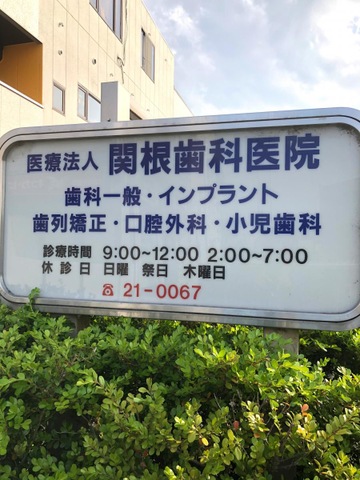 医療法人 関根歯科医院
歯科一般・インプラント
歯列矯正・口腔外科・小児歯科
診療時間 9:00~12:00 2:00~7:00
休診日 日曜 祭日 木曜日
☎ 21-0067